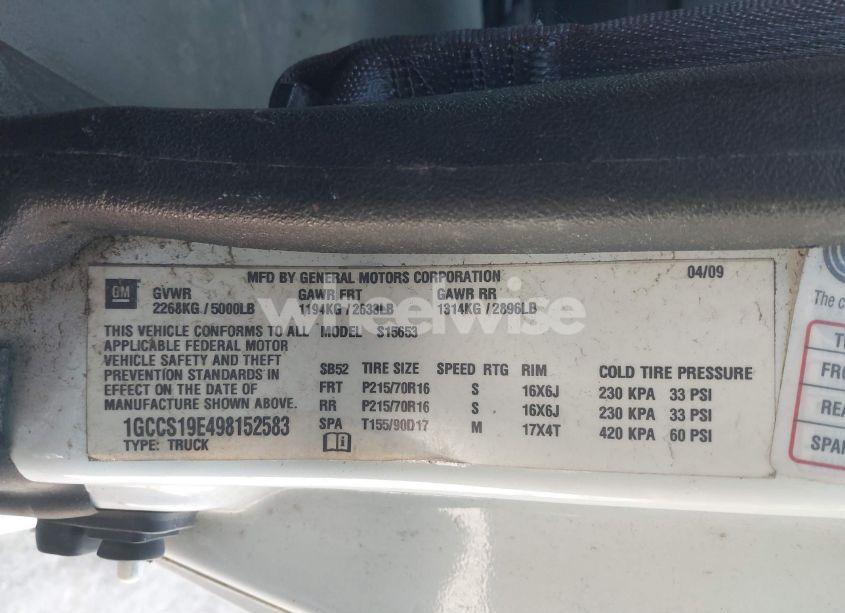 MFD BY GENERAL MOTORS CORPORATION 04/09
GM GVWR GAWR FRT GAWR RR
2268KG / 5000LB 1194KG / 2633LB 1314KG / 2896LB
THIS VEHICLE CONFORMS TO ALL MODEL S15653
APPLICABLE FEDERAL MOTOR
VEHICLE SAFETY AND THEFT
PREVENTION STANDARDS IN SB52 TIRE SIZE SPEED RTG RIM COLD TIRE PRESSURE
EFFECT ON THE DATE OF FRT P215/70R16 S 16X6J 230 KPA 33 PSI
MANUFACTURE SHOWN ABOVE. RR P215/70R16 S 16X6J 230 KPA 33 PSI
1GCCS19E498152583 SPA T155/90D17 M 17X4T 420 KPA 60 PSI
TYPE: TRUCK
wheelwise
The
SPAR